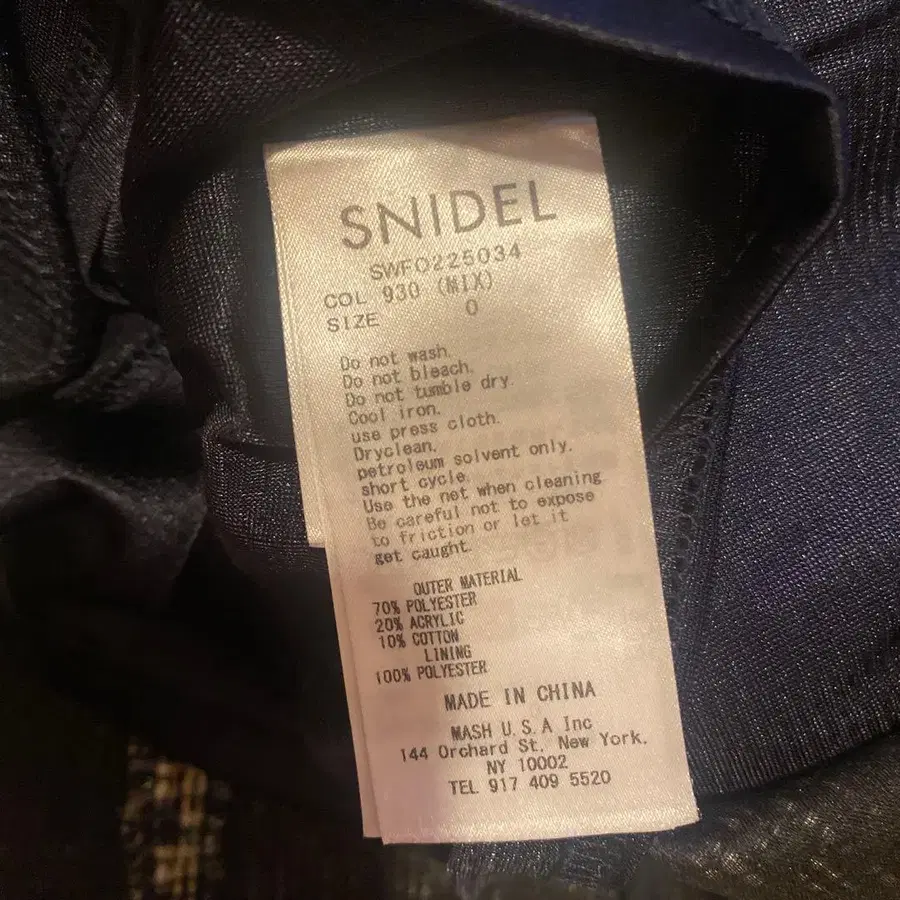 SNIDEL
SWFO225034
COL 930 (MIX)
SIZE 0
Do not wash.
Do not bleach.
Do not tumble dry.
Cool iron.
use press cloth.
Dryclean.
petroleum solvent only.
short cycle.
Use the net when cleaning
Be careful not to expose
to friction or let it
get caught.
OUTER MATERIAL
70% POLYESTER
20% ACRYLIC
10% COTTON
LINING
100% POLYESTER
MADE IN CHINA
MASH U.S.A Inc
144 Orchard St. New York.
NY 10002
TEL 917 409 5520